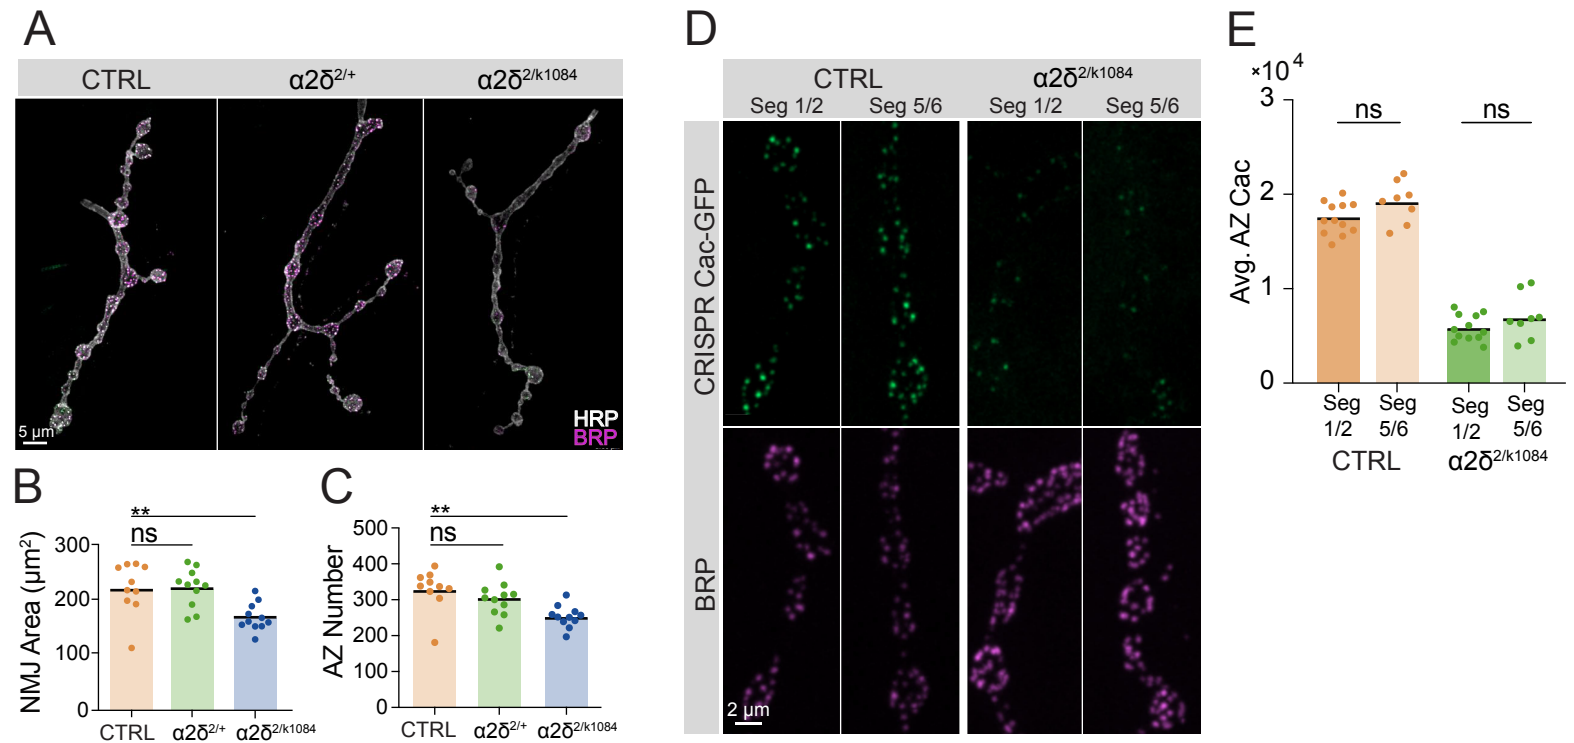 A
CTRL
α2δ2/+
α2δ2/k1084
5 µm
HRP
BRP
B
NMJ Area (µm2)
300
200
100
0
**
ns
CTRL
α2δ2/+
α2δ2/k1084
C
AZ Number
500
400
300
200
100
0
**
ns
CTRL
α2δ2/+
α2δ2/k1084
D
CTRL
α2δ2/k1084
Seg 1/2
Seg 5/6
Seg 1/2
Seg 5/6
CRISPR Cac-GFP
BRP
2 µm
E
×104
Avg. AZ Cac
3
2
1
0
ns
ns
Seg
1/2
Seg
5/6
Seg
1/2
Seg
5/6
CTRL
α2δ2/k1084